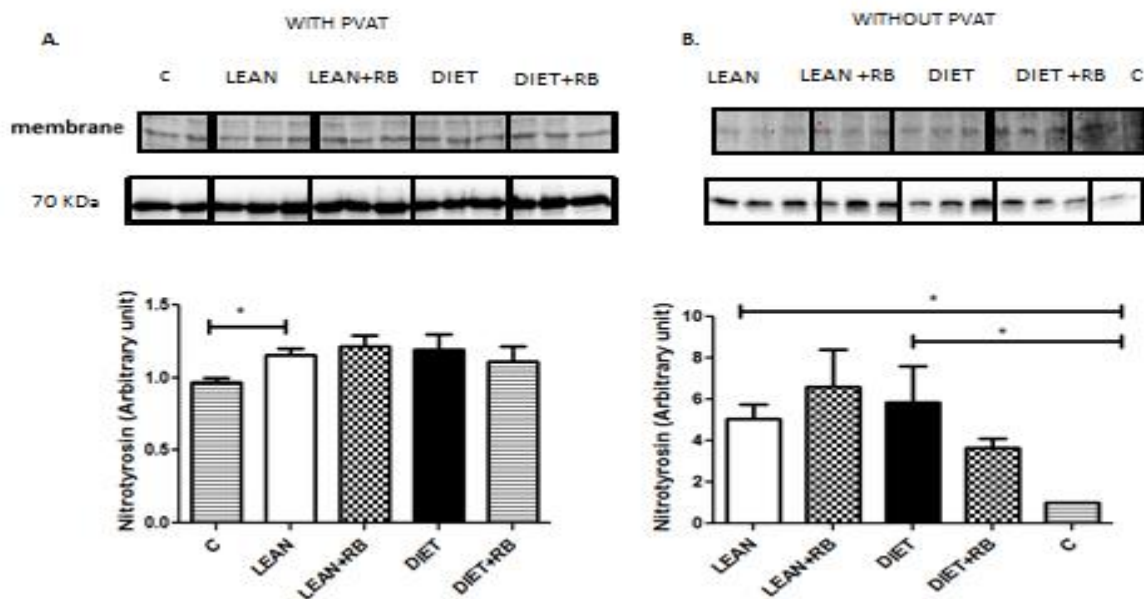 WITH PVAT
A.
C LEAN LEAN+RB DIET DIET+RB
membrane
70 KDa
*
Nitrotyrosin (Arbitrary unit)
1.5
1.0
0.5
0.0
C LEAN LEAN+RB DIET DIET+RB
WITHOUT PVAT
B.
LEAN LEAN +RB DIET DIET +RB C
*
*
Nitrotyrosin (Arbitrary unit)
10
8
6
4
2
0
LEAN LEAN+RB DIET DIET+RB C